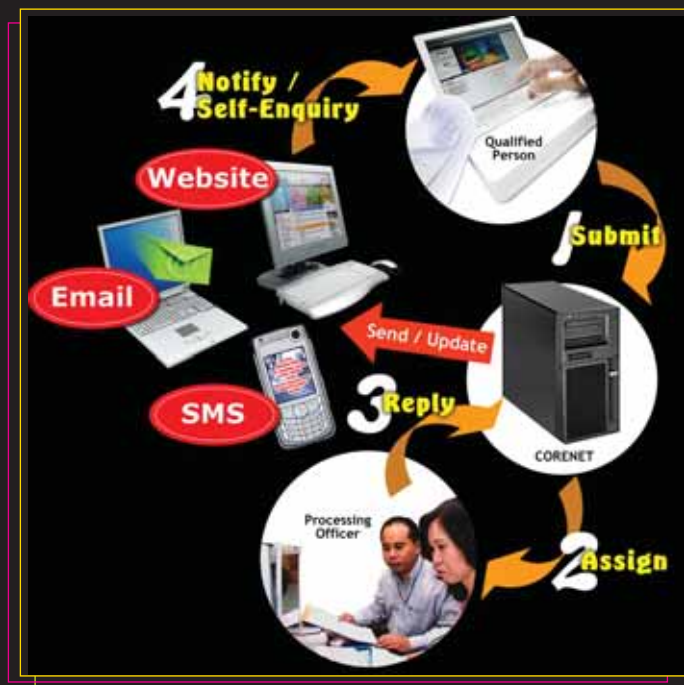 4 Notify /
Self-Enquiry
Qualified
Person
Website
1 Submit
Email
Send / Update
SMS
3 Reply
CORENET
Processing
Officer
2 Assign